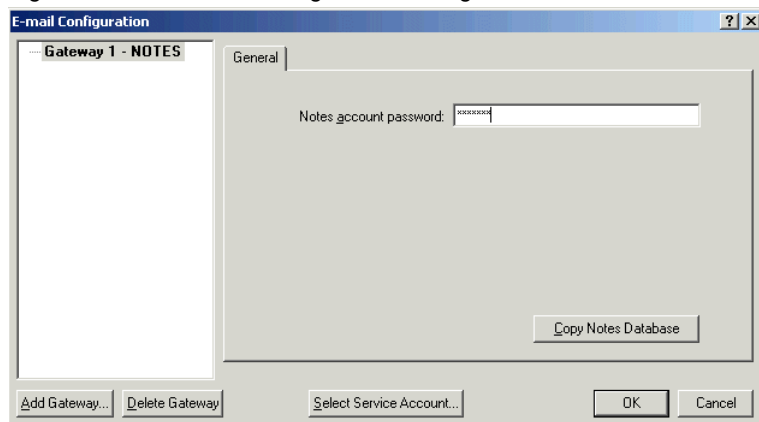 E-mail Configuration
Gateway 1 - NOTES
General
Notes account password: xxxxxxx
Copy Notes Database
Add Gateway... Delete Gateway Select Service Account... OK Cancel